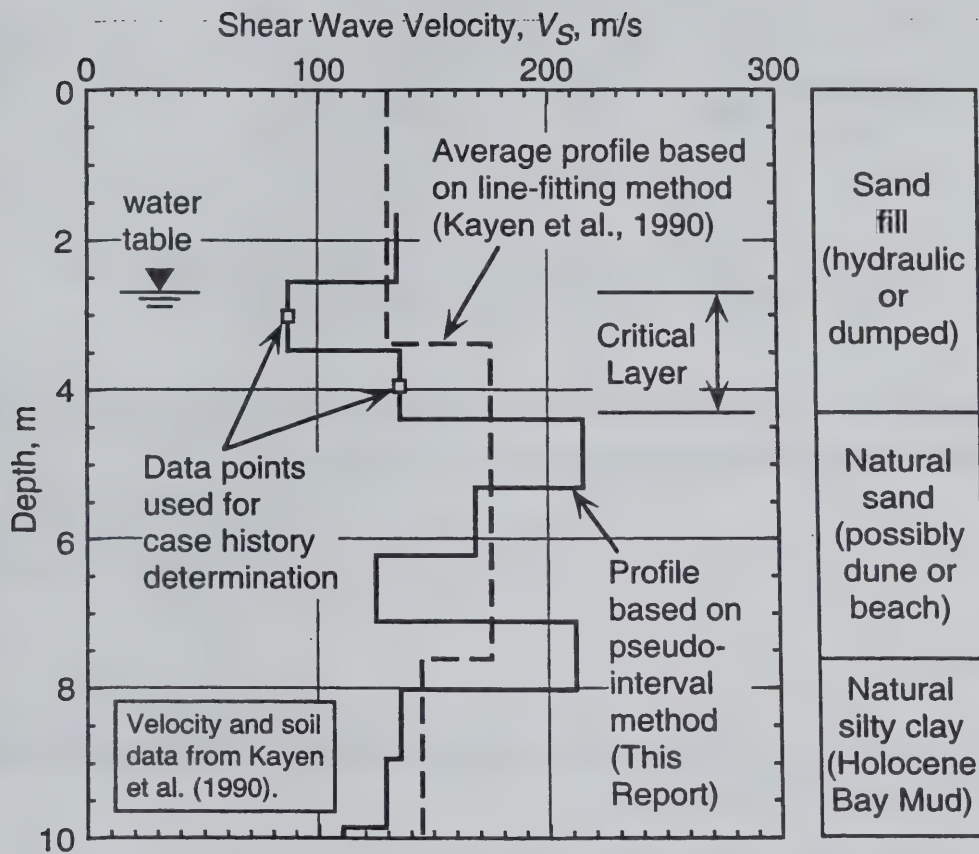 Shear Wave Velocity, VS, m/s
0 100 200 300
0
2
4
6
8
10
Depth, m
water
table
Average profile based
on line-fitting method
(Kayen et al., 1990)
Critical
Layer
Data points
used for
case history
determination
Profile
based on
pseudo-
interval
method
(This
Report)
Velocity and soil
data from Kayen
et al. (1990).
Sand
fill
(hydraulic
or
dumped)
Natural
sand
(possibly
dune or
beach)
Natural
silty clay
(Holocene
Bay Mud)